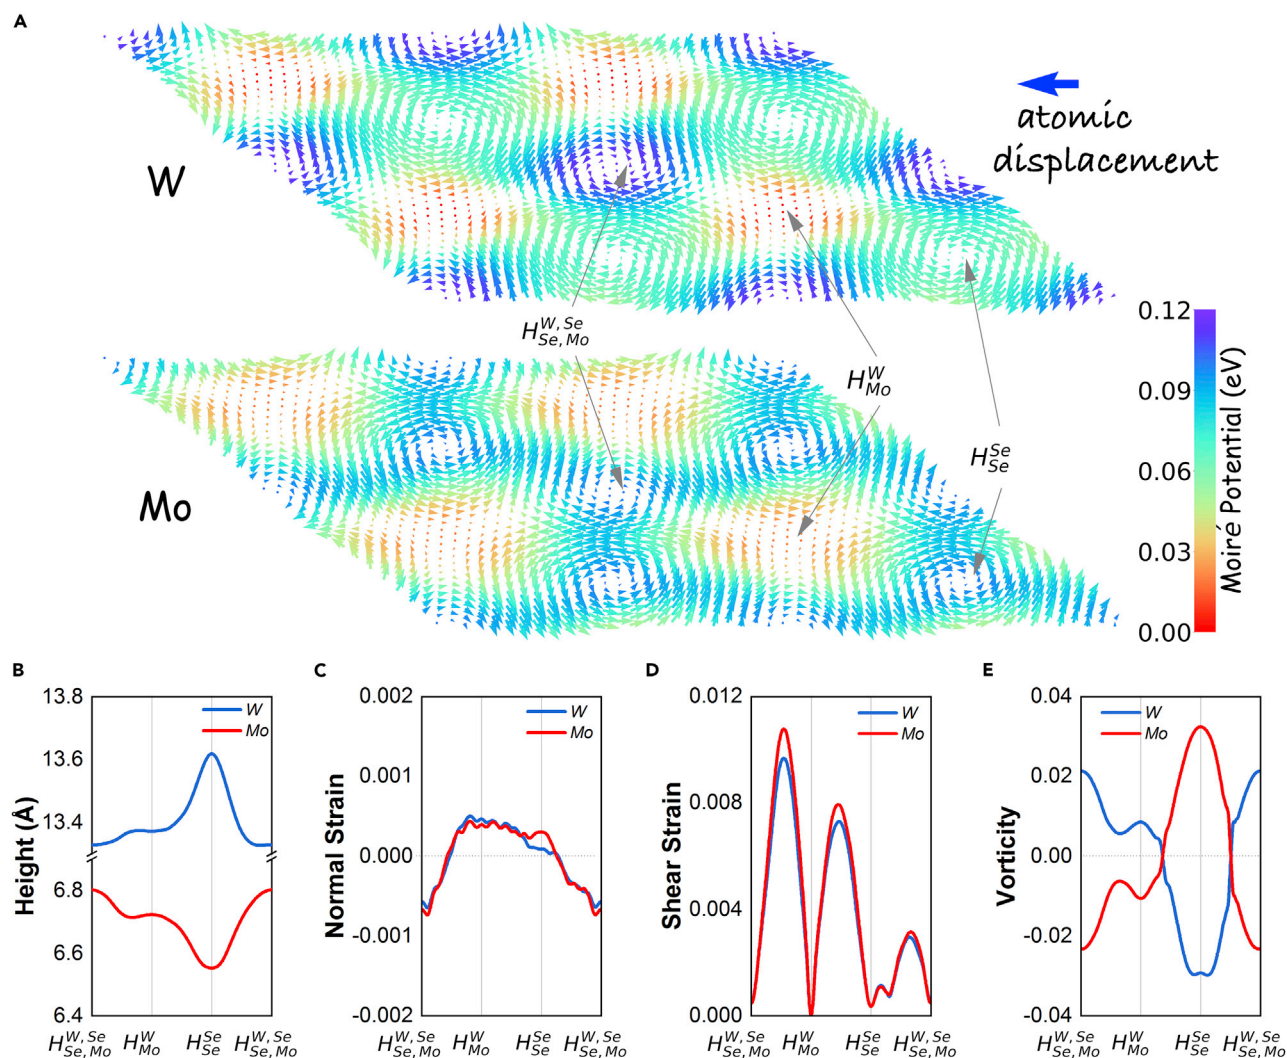 A
W
atomic
displacement
H^{W,Se}_{Se,Mo}
H^{W}_{Mo}
H^{Se}_{Se}
Mo
0.12
0.09
0.06
0.03
0.00
Moiré Potential (eV)
B
13.8
13.6
13.4
6.8
6.6
6.4
Height (Å)
W
Mo
H^{W,Se}_{Se,Mo} H^{W}_{Mo} H^{Se}_{Se} H^{W,Se}_{Se,Mo}
C
0.002
0.001
0.000
-0.001
-0.002
Normal Strain
W
Mo
H^{W,Se}_{Se,Mo} H^{W}_{Mo} H^{Se}_{Se} H^{W,Se}_{Se,Mo}
D
0.012
0.008
0.004
0.000
Shear Strain
W
Mo
H^{W,Se}_{Se,Mo} H^{W}_{Mo} H^{Se}_{Se} H^{W,Se}_{Se,Mo}
E
0.04
0.02
0.00
-0.02
-0.04
Vorticity
W
Mo
H^{W,Se}_{Se,Mo} H^{W}_{Mo} H^{Se}_{Se} H^{W,Se}_{Se,Mo}